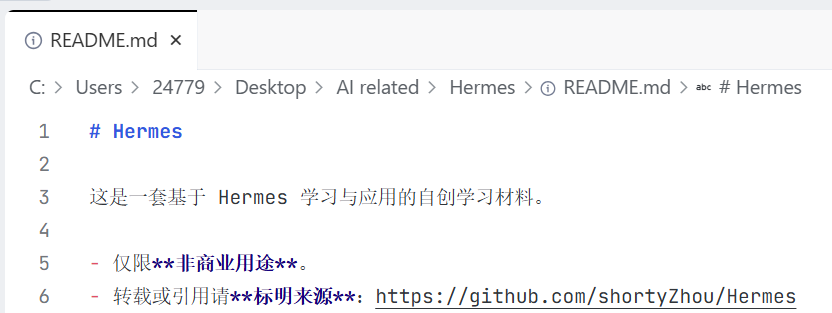 README.md ×
C: > Users > 24779 > Desktop > AI related > Hermes > README.md > abc # Hermes
1 # Hermes
2
3 这是一套基于 Hermes 学习与应用的自创学习材料。
4
5 - 仅限**非商业用途**。
6 - 转载或引用请**标明来源**：https://github.com/shortyZhou/Hermes